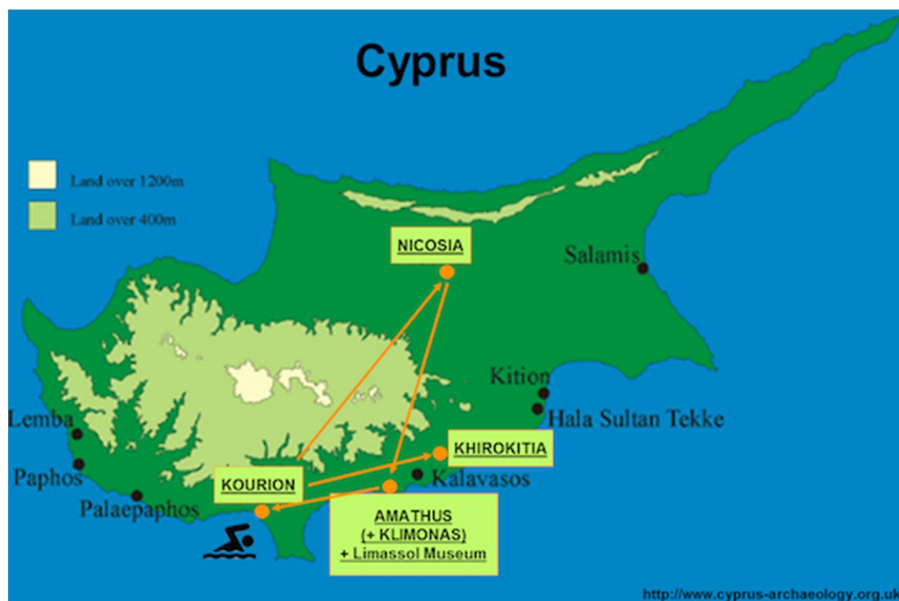 Cyprus
Land over 1200m
Land over 400m
NICOSIA
Salamis
Kition
Hala Sultan Tekke
Lemba
KHIROKITIA
Paphos
KOURION
Kalavasos
Palaepaphos
AMATHUS
(+ KLIMONAS)
+ Limassol Museum
http://www.cyprus-archaeology.org.uk